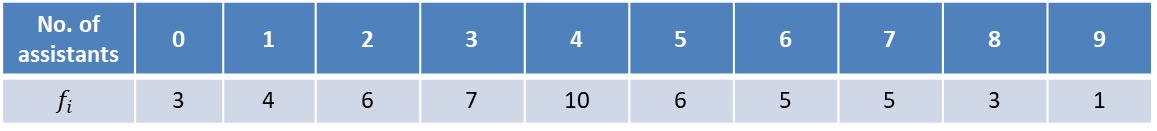 No. of assistants 0 1 2 3 4 5 6 7 8 9
f_i 3 4 6 7 10 6 5 5 3 1